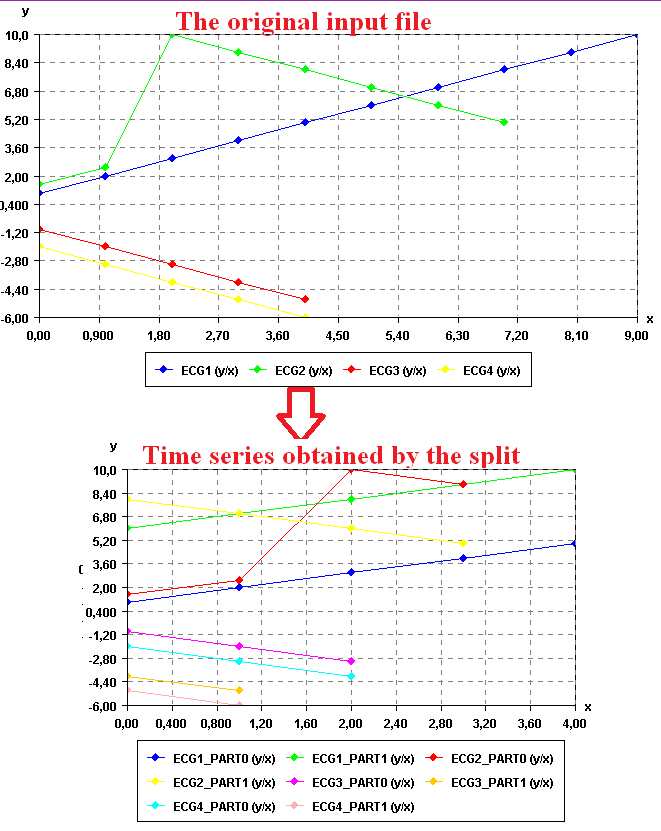 y
The original input file
10,0
8,40
6,80
5,20
3,60
2,00
0,400
-1,20
-2,80
-4,40
-6,00
0,00 0,900 1,80 2,70 3,60 4,50 5,40 6,30 7,20 8,10 9,00
x
ECG1 (y/x) ECG2 (y/x) ECG3 (y/x) ECG4 (y/x)
y
Time series obtained by the split
10,0
8,40
6,80
5,20
3,60
2,00
0,400
-1,20
-2,80
-4,40
-6,00
0,00 0,400 0,800 1,20 1,60 2,00 2,40 2,80 3,20 3,60 4,00
x
ECG1_PART0 (y/x) ECG1_PART1 (y/x) ECG2_PART0 (y/x)
ECG2_PART1 (y/x) ECG3_PART0 (y/x) ECG3_PART1 (y/x)
ECG4_PART0 (y/x) ECG4_PART1 (y/x)